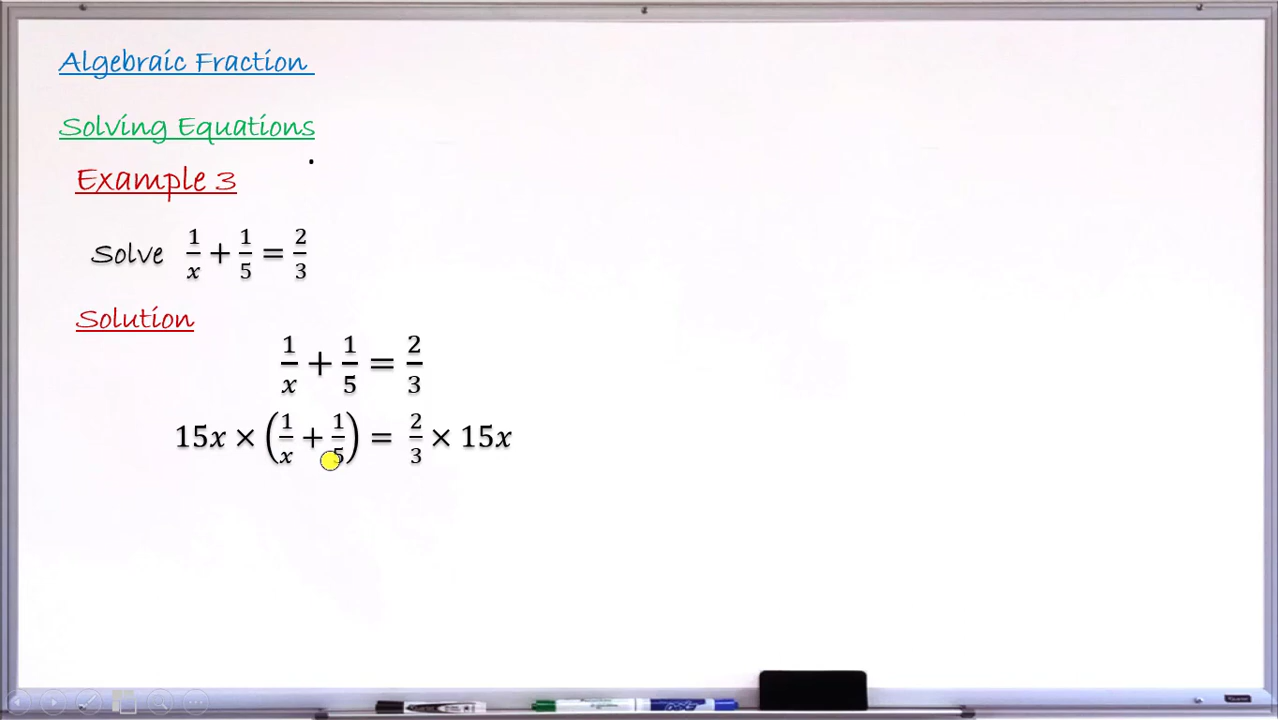 Algebraic Fraction
Solving Equations
Example 3
Solve 1/x + 1/5 = 2/3
Solution
1/x + 1/5 = 2/3
15x × (1/x + 1/5) = 2/3 × 15x